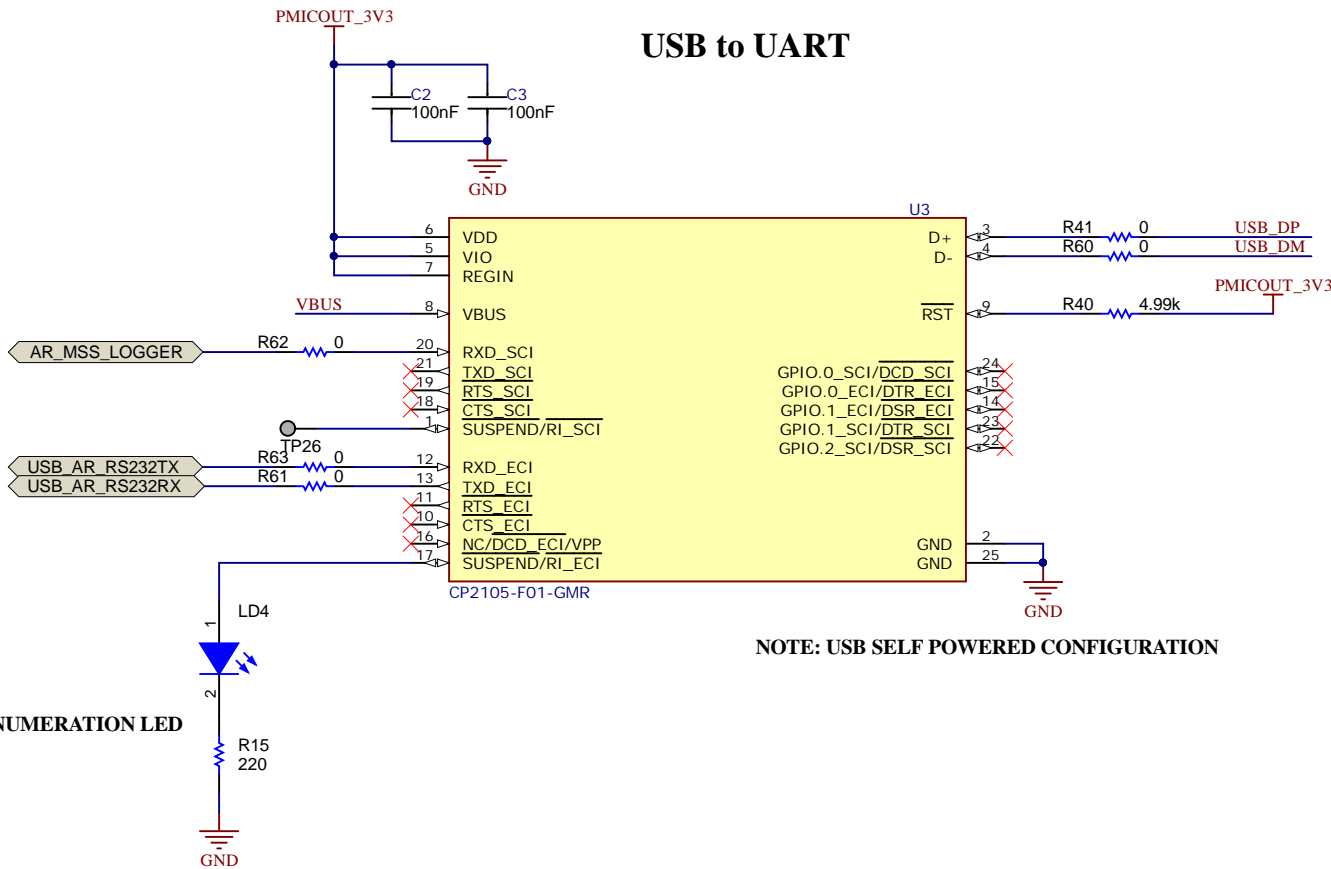 PMICOUT_3V3
USB to UART
C2
100nF
C3
100nF
GND
U3
6 VDD
5 VIO
7 REGIN
VBUS 8 VBUS
AR_MSS_LOGGER R62 0 20 RXD_SCI
21 TXD_SCI
19 RTS_SCI
18 CTS_SCI
1 SUSPEND/RI_SCI
TP26
USB_AR_RS232TX R63 0 12 RXD_ECI
USB_AR_RS232RX R61 0 13 TXD_ECI
11 RTS_ECI
10 CTS_ECI
16 NC/DCD_ECI/VPP
17 SUSPEND/RI_ECI
D+ 3 R41 0 USB_DP
D- 4 R60 0 USB_DM
PMICOUT_3V3
RST 9 R40 4.99k
GPIO.0_SCI/DCD_SCI 24
GPIO.0_ECI/DTR_ECI 15
GPIO.1_ECI/DSR_ECI 14
GPIO.1_SCI/DTR_SCI 23
GPIO.2_SCI/DSR_SCI 22
GND 2
GND 25
GND
CP2105-F01-GMR
NOTE: USB SELF POWERED CONFIGURATION
1
LD4
2
NUMERATION LED
R15
220
GND